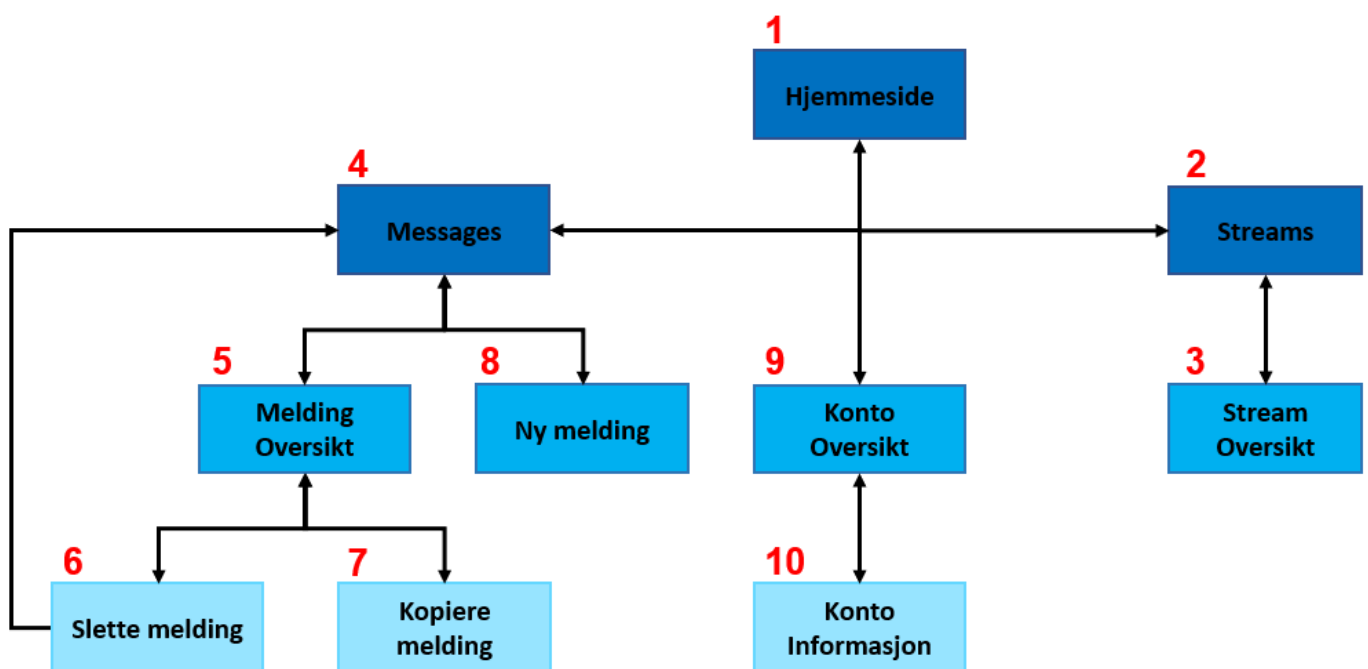 1
Hjemmeside
4
Messages
2
Streams
5
Melding
Oversikt
8
Ny melding
9
Konto
Oversikt
3
Stream
Oversikt
6
Slette melding
7
Kopiere
melding
10
Konto
Informasjon